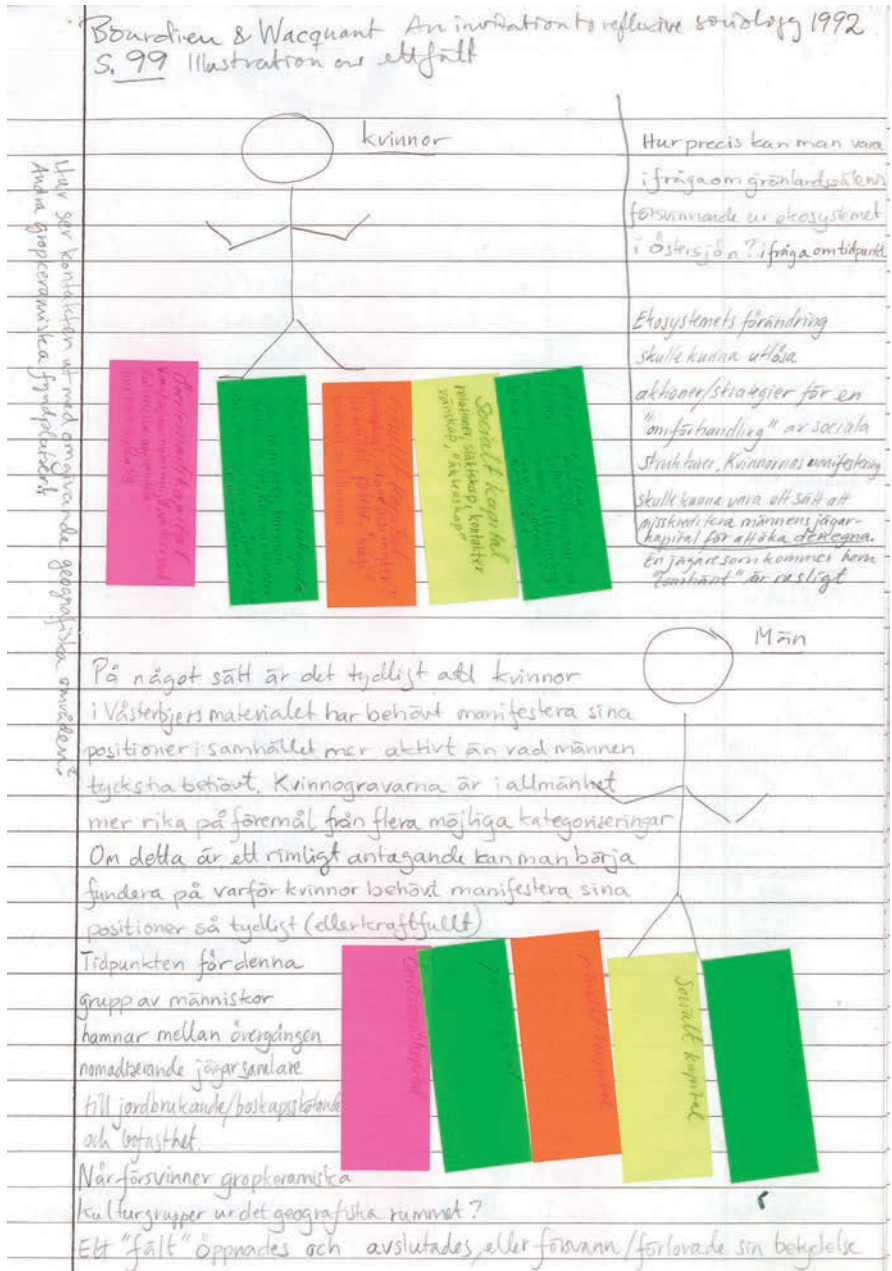 Bourdieu & Wacquant An invitation to reflexive sociology 1992
S. 99 Illustration av ett fält
kvinnor
Hur precis kan man vara
i fråga om grönlandssälens
försvinnande ur ekosystemet
i Östersjön? i fråga om tidpunkt
Ekosystemets förändring
skulle kunna utlösa
aktioner/strategier för en
"omförhandling" av sociala
strukturer. Kvinnornas manifestering
skulle kunna vara ett sätt att
misskreditera männens jägar-
kapital för att öka det egna.
En jägare som kommer hem
"tomhänt" är
Hur ser kontakten ut med omgivande geografiska områden?
Andra gropkeramiska fyndplatser?
rituellt kapital
Socialt kapital
relationer, släktskap, kontakter
vänskap, "äktenskap"
Män
På något sätt är det tydligt att kvinnor
i Västerbjersmaterialet har behövt manifestera sina
positioner i samhället mer aktivt än vad männen
tycks ha behövt. Kvinnogravarna är i allmänhet
mer rika på föremål från flera möjliga kategoriseringar
Om detta är ett rimligt antagande kan man börja
fundera på varför kvinnor behövt manifestera sina
positioner så tydligt (eller kraftfullt)
Tidpunkten för denna
grupp av människor
hamnar mellan övergången
nomadiserande jägar samlare
till jordbrukande/boskapsskötande
och bofasthet.
rituellt kapital
Socialt kapital
När försvinner gropkeramiska
kulturgrupper ur det geografiska rummet?
Ett "fält" öppnades och avslutades, eller försvann/förlorade sin betydelse